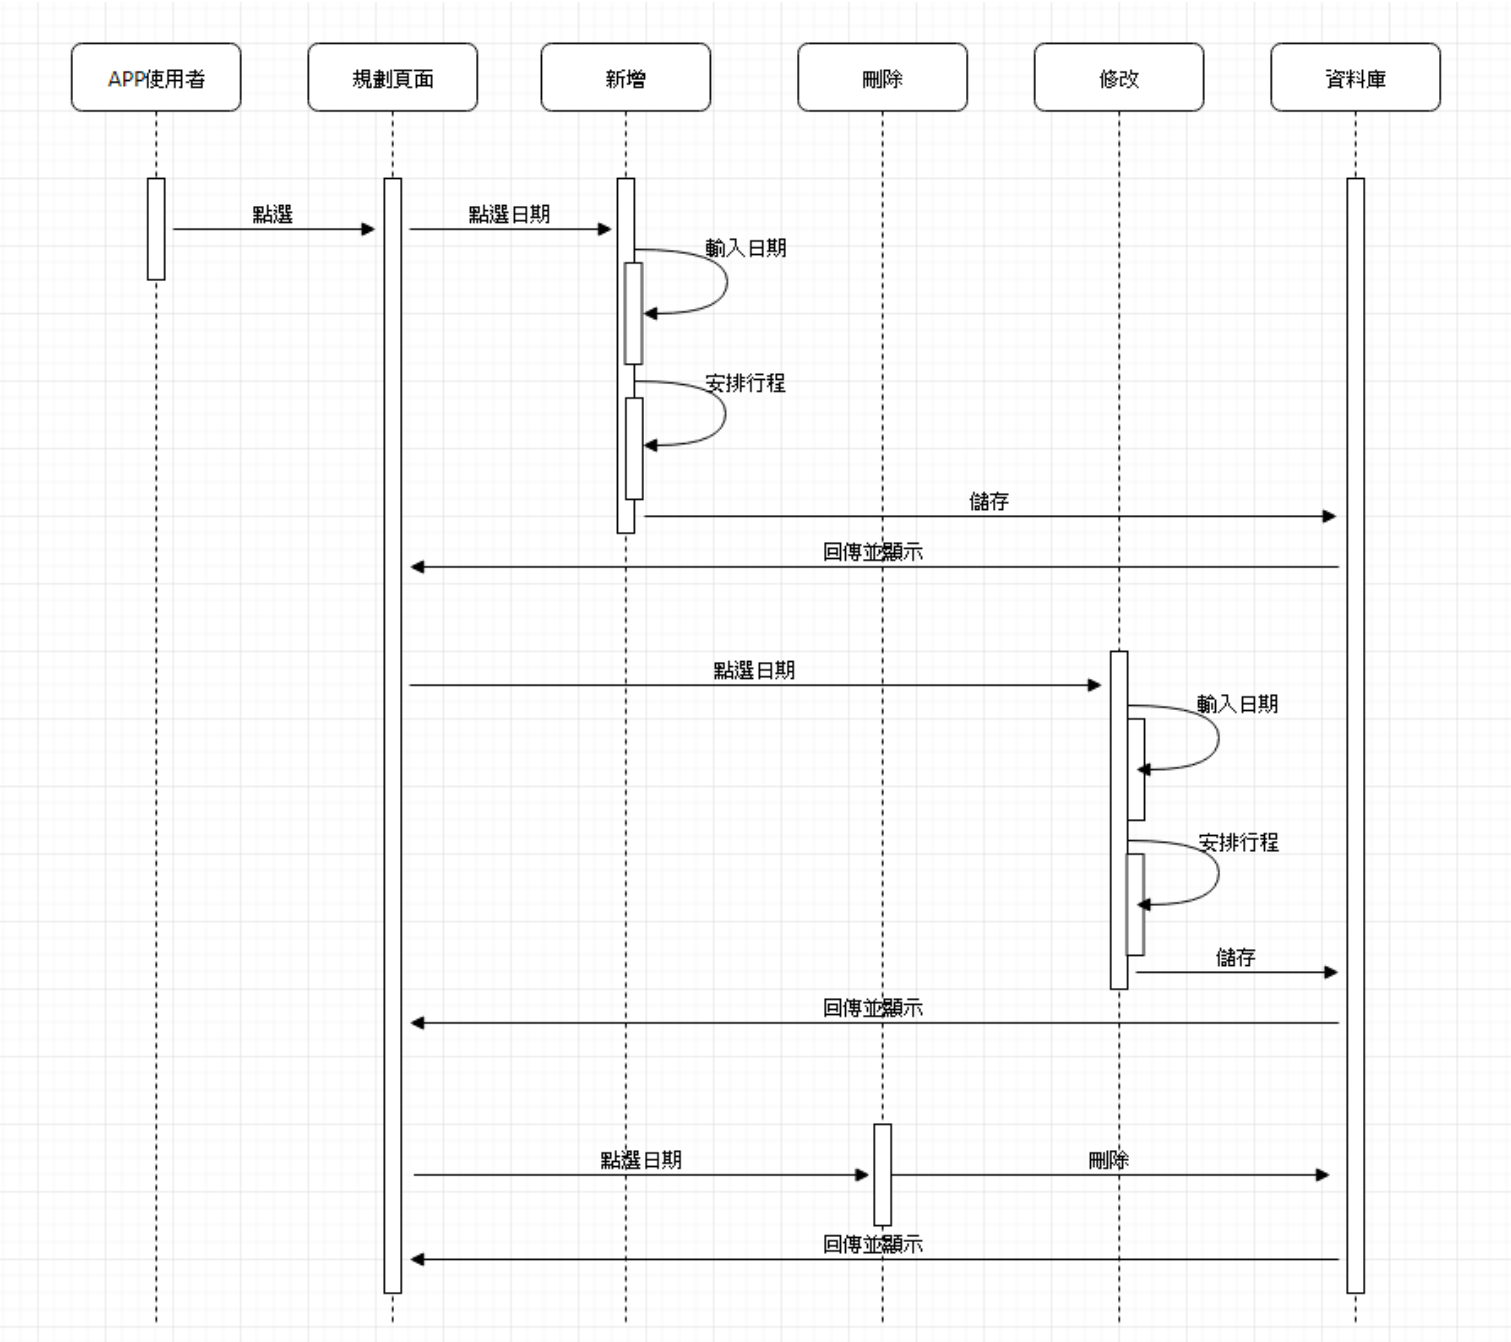 APP使用者
規劃頁面
新增
刪除
修改
資料庫
點選
點選日期
輸入日期
安排行程
儲存
回傳並顯示
點選日期
輸入日期
安排行程
儲存
回傳並顯示
點選日期
刪除
回傳並顯示